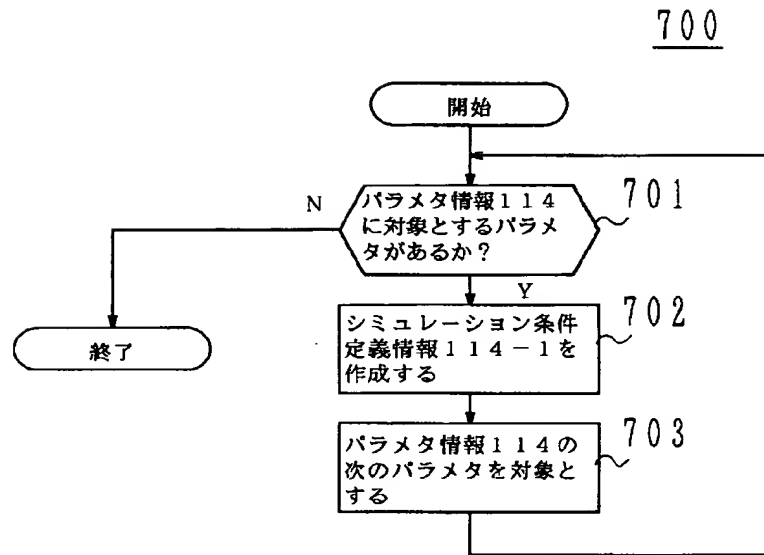 700
開始
パラメタ情報114
に対象とするパラメ
タがあるか?
701
N
Y
終了
シミュレーション条件
定義情報114-1を
作成する
702
パラメタ情報114の
次のパラメタを対象と
する
703